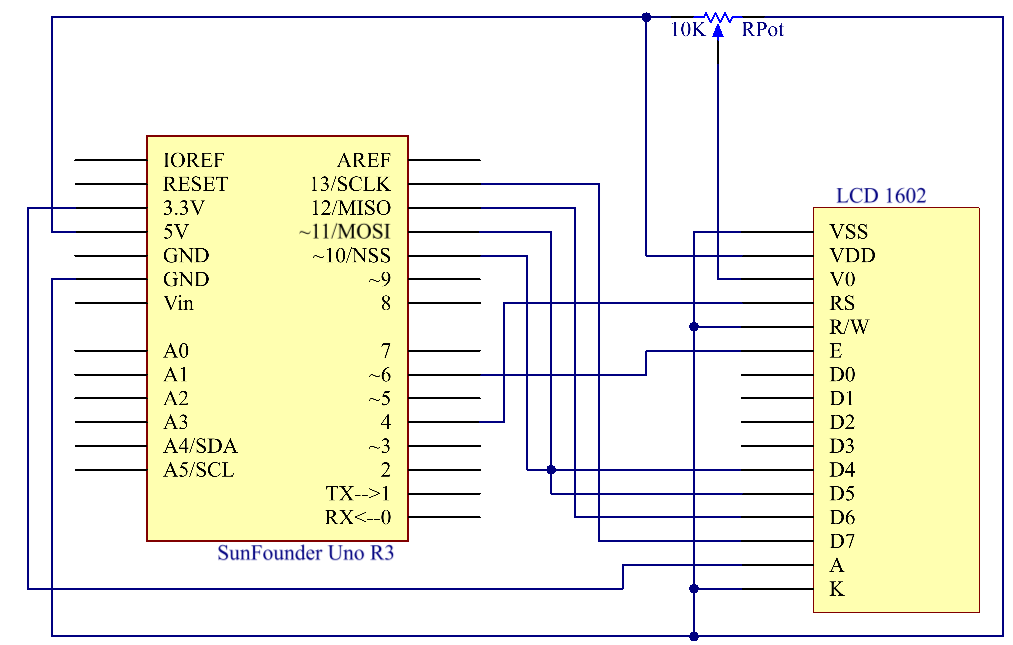 10K RPot
IOREF
RESET
3.3V
5V
GND
GND
Vin
A0
A1
A2
A3
A4/SDA
A5/SCL
AREF
13/SCLK
12/MISO
~11/MOSI
~10/NSS
~9
8
7
~6
~5
4
~3
2
TX-->1
RX<--0
SunFounder Uno R3
LCD 1602
VSS
VDD
V0
RS
R/W
E
D0
D1
D2
D3
D4
D5
D6
D7
A
K